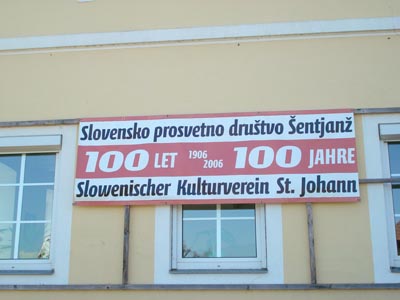 Slovensko prosvetno društvo Šentjanž
100 LET 1906 2006 100 JAHRE
Slowenischer Kulturverein St. Johann